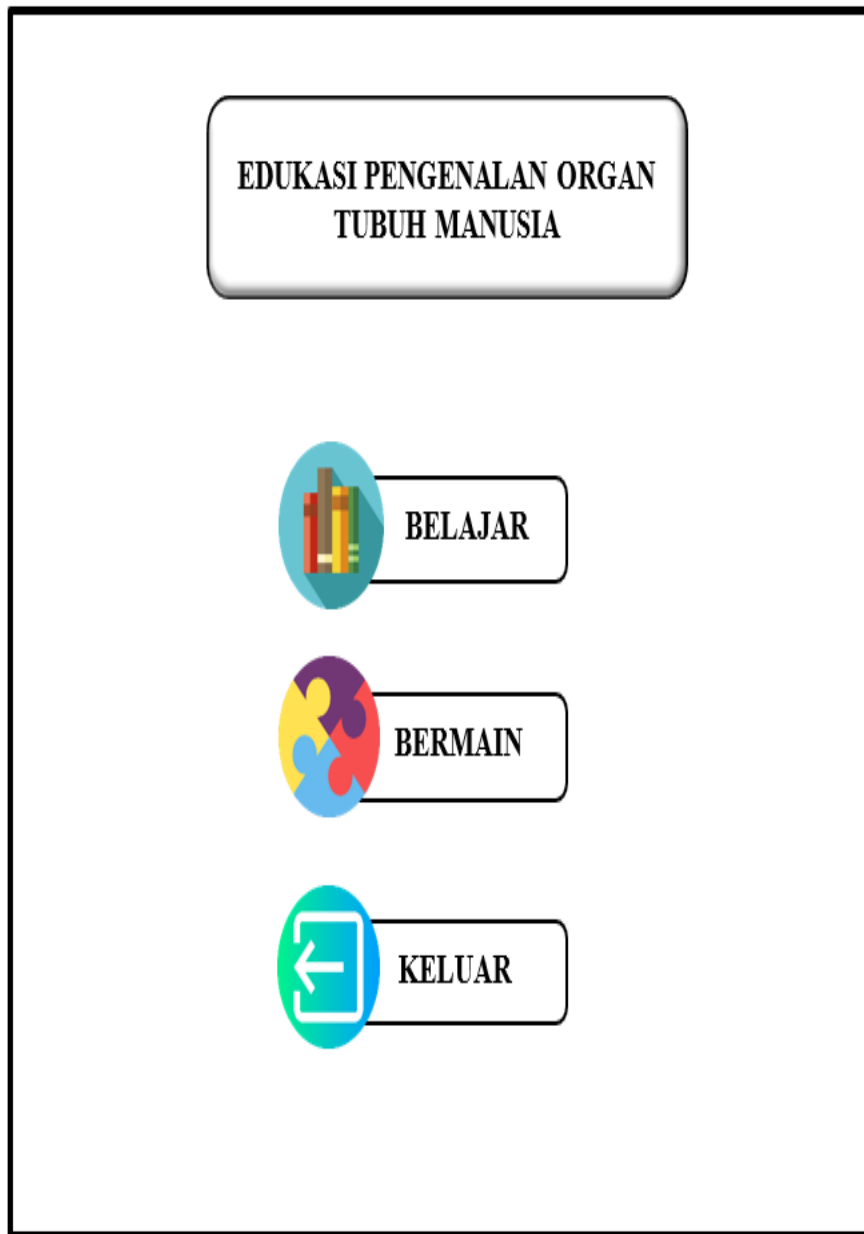 EDUKASI PENGENALAN ORGAN
TUBUH MANUSIA
BELAJAR
BERMAIN
KELUAR